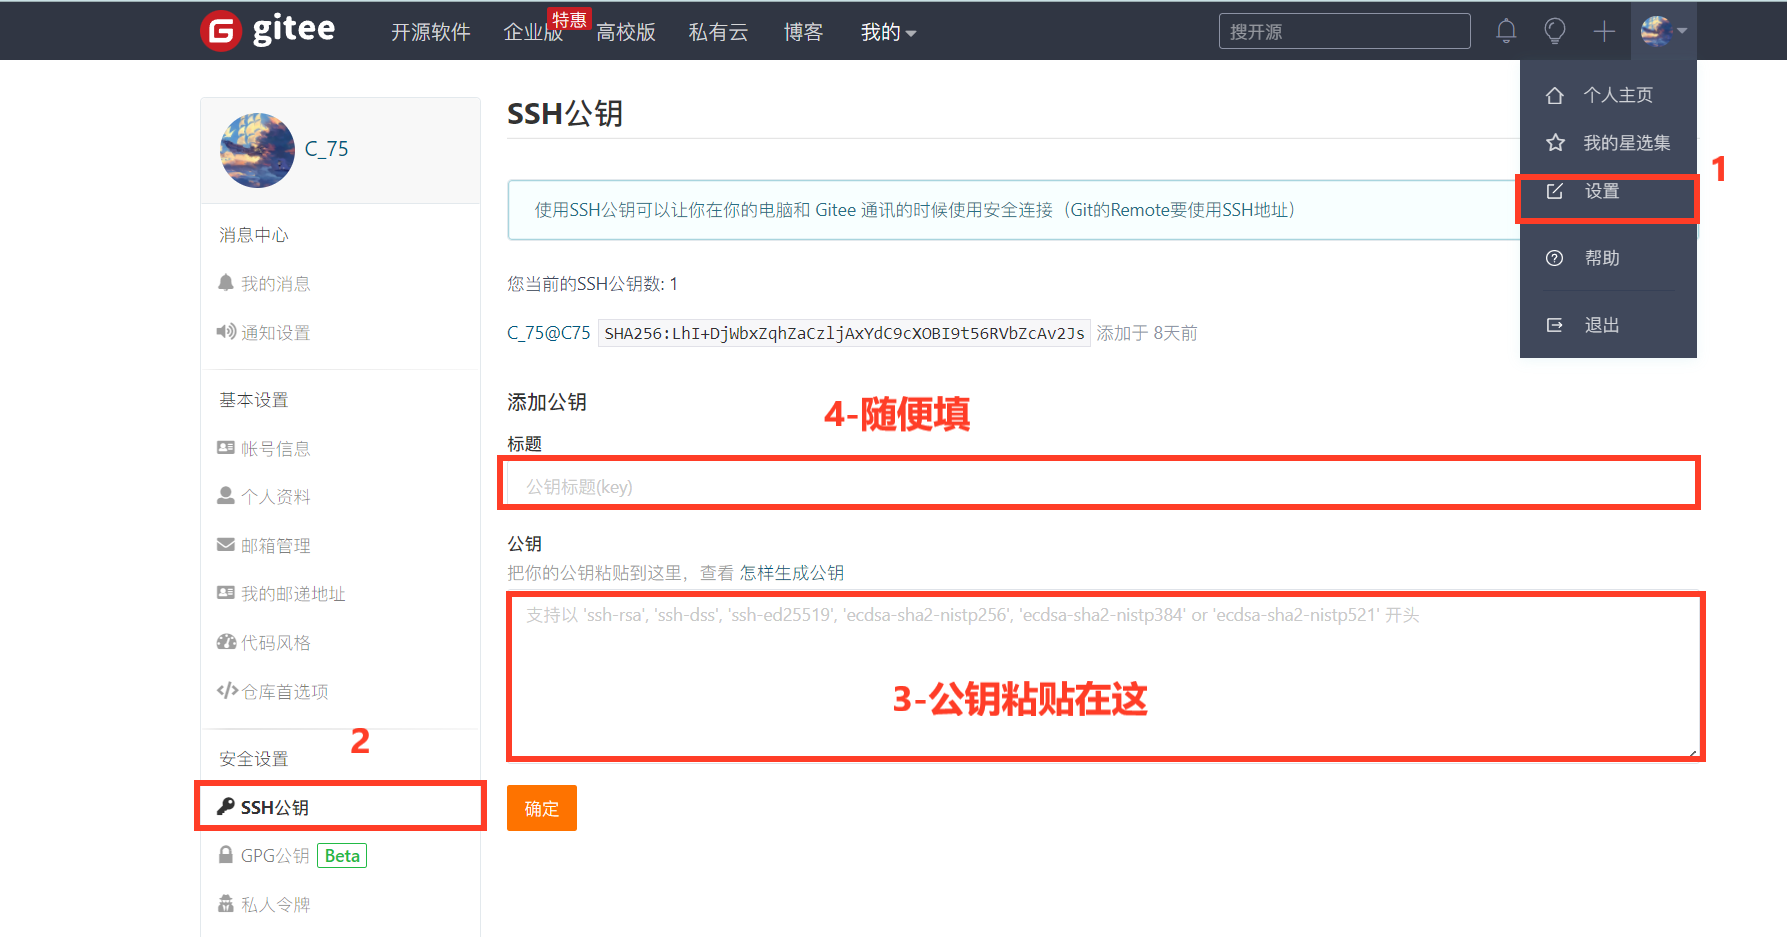 gitee
开源软件
企业版
特惠
高校版
私有云
博客
我的
搜开源
个人主页
我的星选集
设置
1
帮助
退出
C_75
消息中心
我的消息
通知设置
基本设置
帐号信息
个人资料
邮箱管理
我的邮递地址
代码风格
仓库首选项
2
安全设置
SSH公钥
GPG公钥 Beta
私人令牌
SSH公钥
使用SSH公钥可以让你在你的电脑和 Gitee 通讯的时候使用安全连接（Git的Remote要使用SSH地址）
您当前的SSH公钥数: 1
C_75@C75 SHA256:LhI+DjWbxZqhZaCzljAxYdC9cXOBI9t56RVbZcAv2Js 添加于 8天前
添加公钥
4-随便填
标题
公钥标题(key)
公钥
把你的公钥粘贴到这里，查看 怎样生成公钥
支持以 'ssh-rsa', 'ssh-dss', 'ssh-ed25519', 'ecdsa-sha2-nistp256', 'ecdsa-sha2-nistp384' or 'ecdsa-sha2-nistp521' 开头
3-公钥粘贴在这
确定